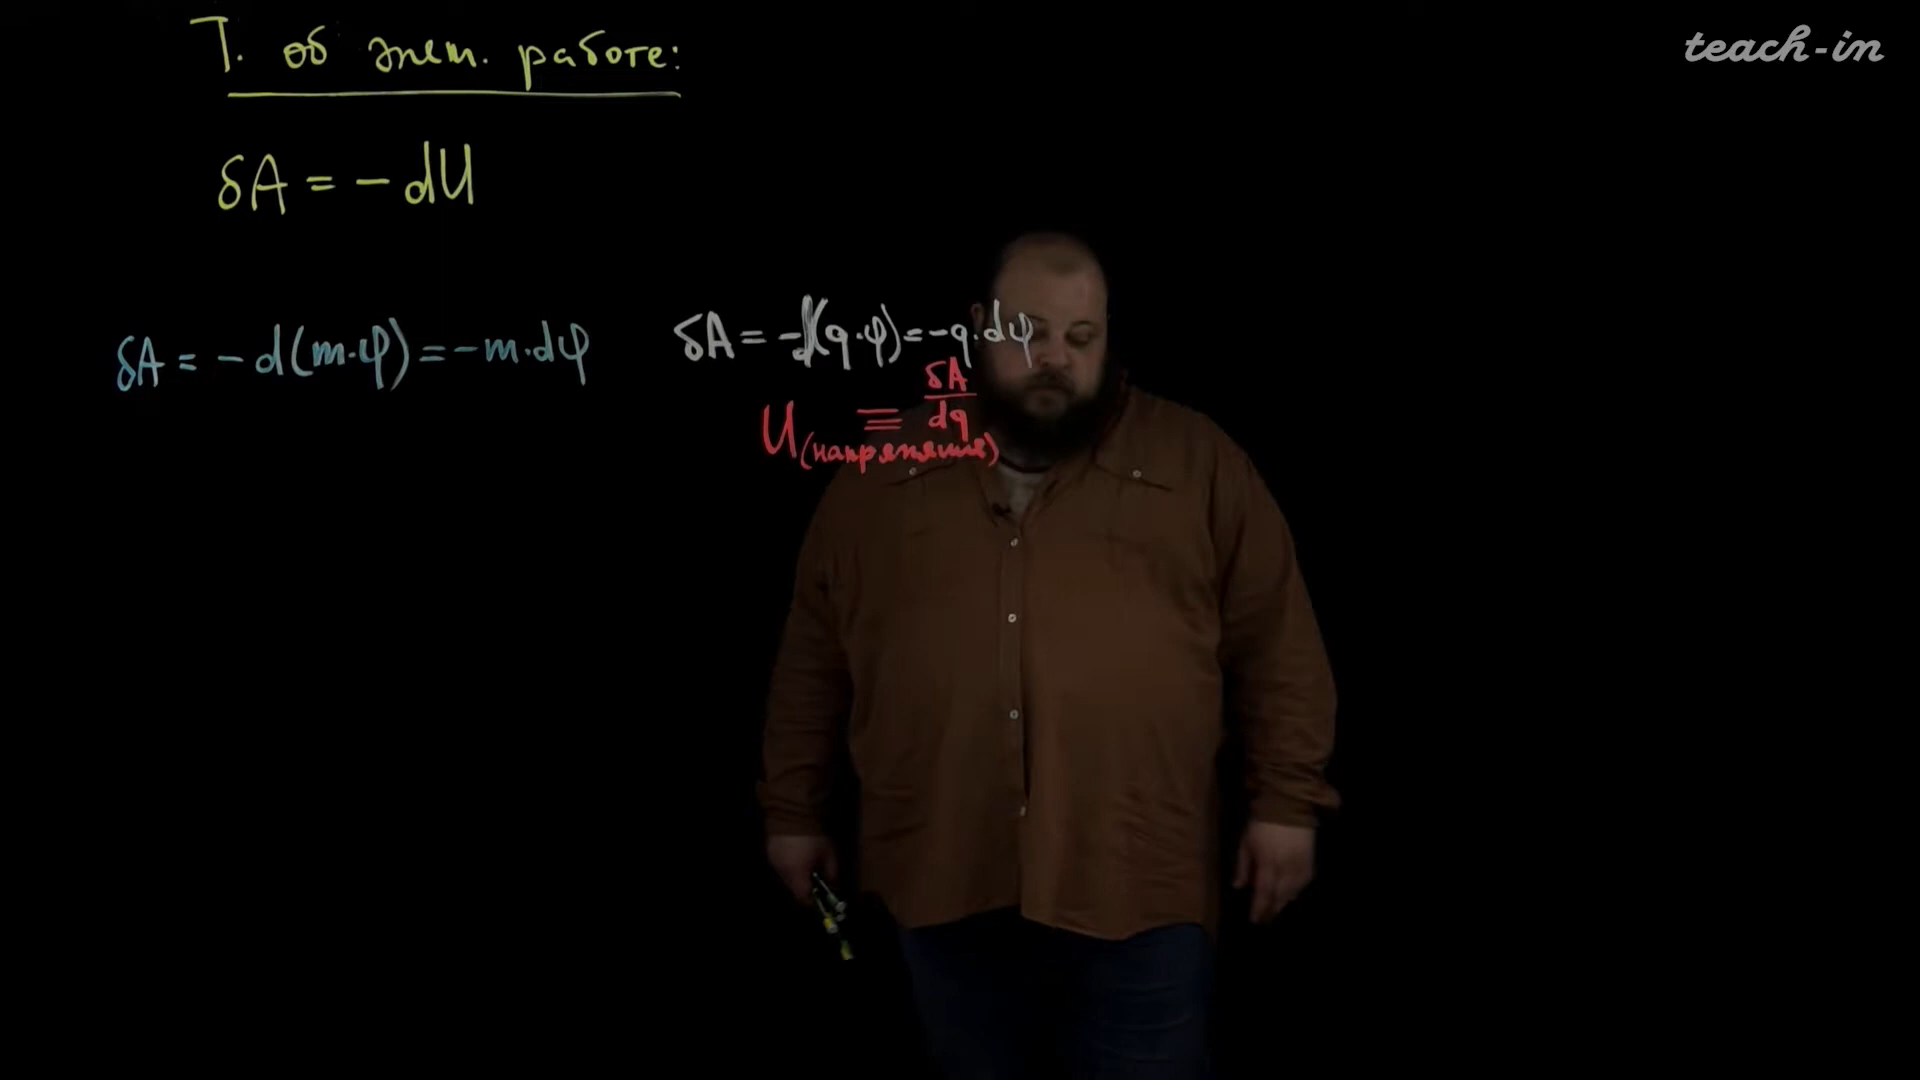 teach-in
Т. об элем. работе:
δA = - dU
δA = - d(m·φ) = - m·dφ
δA = -d(q·φ) = -q·dφ
U(напряжение) ≡ δA/dq